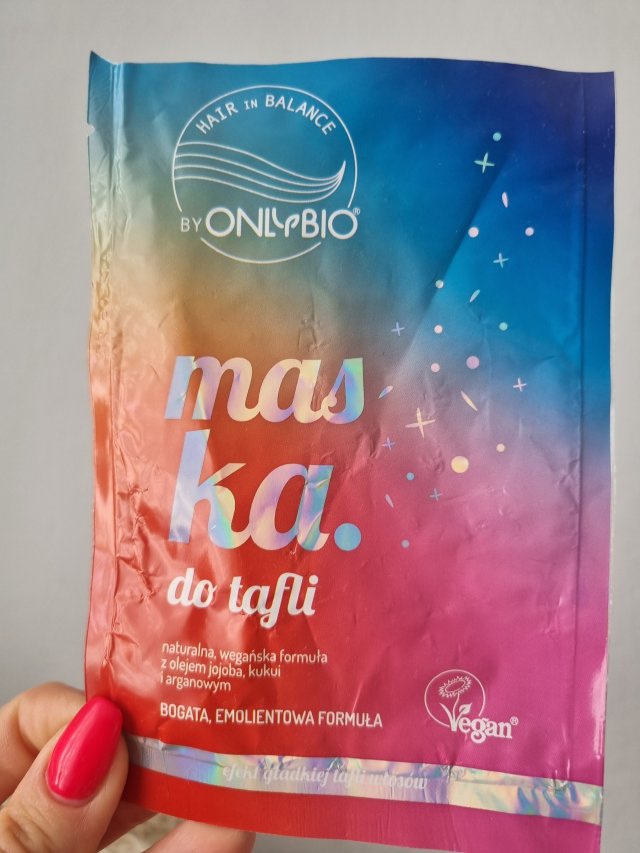 HAIR IN BALANCE
BY ONLYBIO®
mas
ka.
do tafli
naturalna, wegańska formuła
z olejem jojoba, kukui
i arganowym
BOGATA, EMOLIENTOWA FORMUŁA
Vegan®
efekt gładkiej tafli włosów